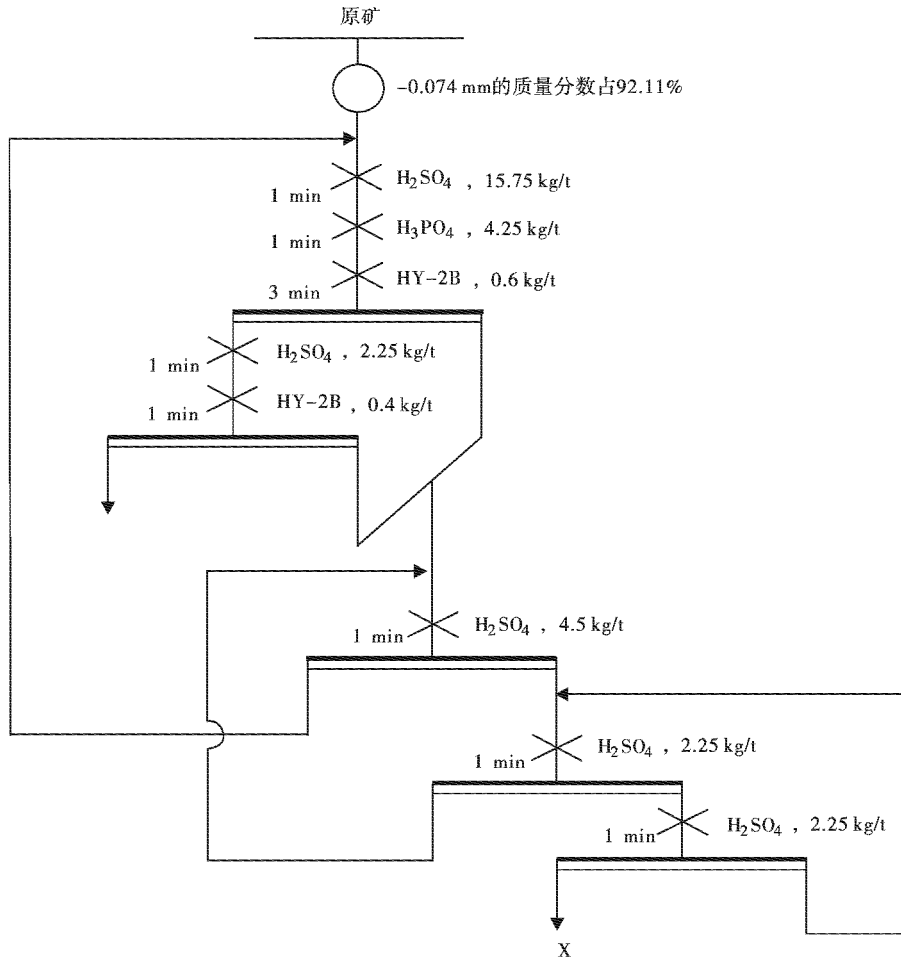 原矿
-0.074 mm的质量分数占92.11%
H₂SO₄ , 15.75 kg/t
1 min
H₃PO₄ , 4.25 kg/t
1 min
HY-2B , 0.6 kg/t
3 min
H₂SO₄ , 2.25 kg/t
1 min
HY-2B , 0.4 kg/t
1 min
H₂SO₄ , 4.5 kg/t
1 min
H₂SO₄ , 2.25 kg/t
1 min
H₂SO₄ , 2.25 kg/t
1 min
X